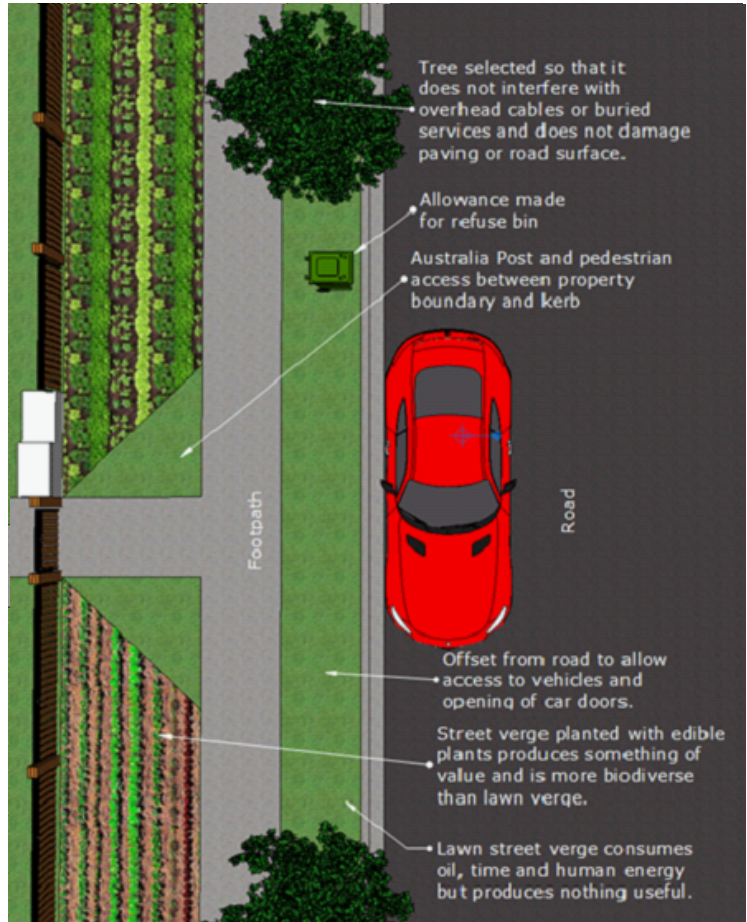 Tree selected so that it
does not interfere with
overhead cables or buried
services and does not damage
paving or road surface.
Allowance made
for refuse bin
Australia Post and pedestrian
access between property
boundary and kerb
Footpath
Road
Offset from road to allow
access to vehicles and
opening of car doors.
Street verge planted with edible
plants produces something of
value and is more biodiverse
than lawn verge.
Lawn street verge consumes
oil, time and human energy
but produces nothing useful.